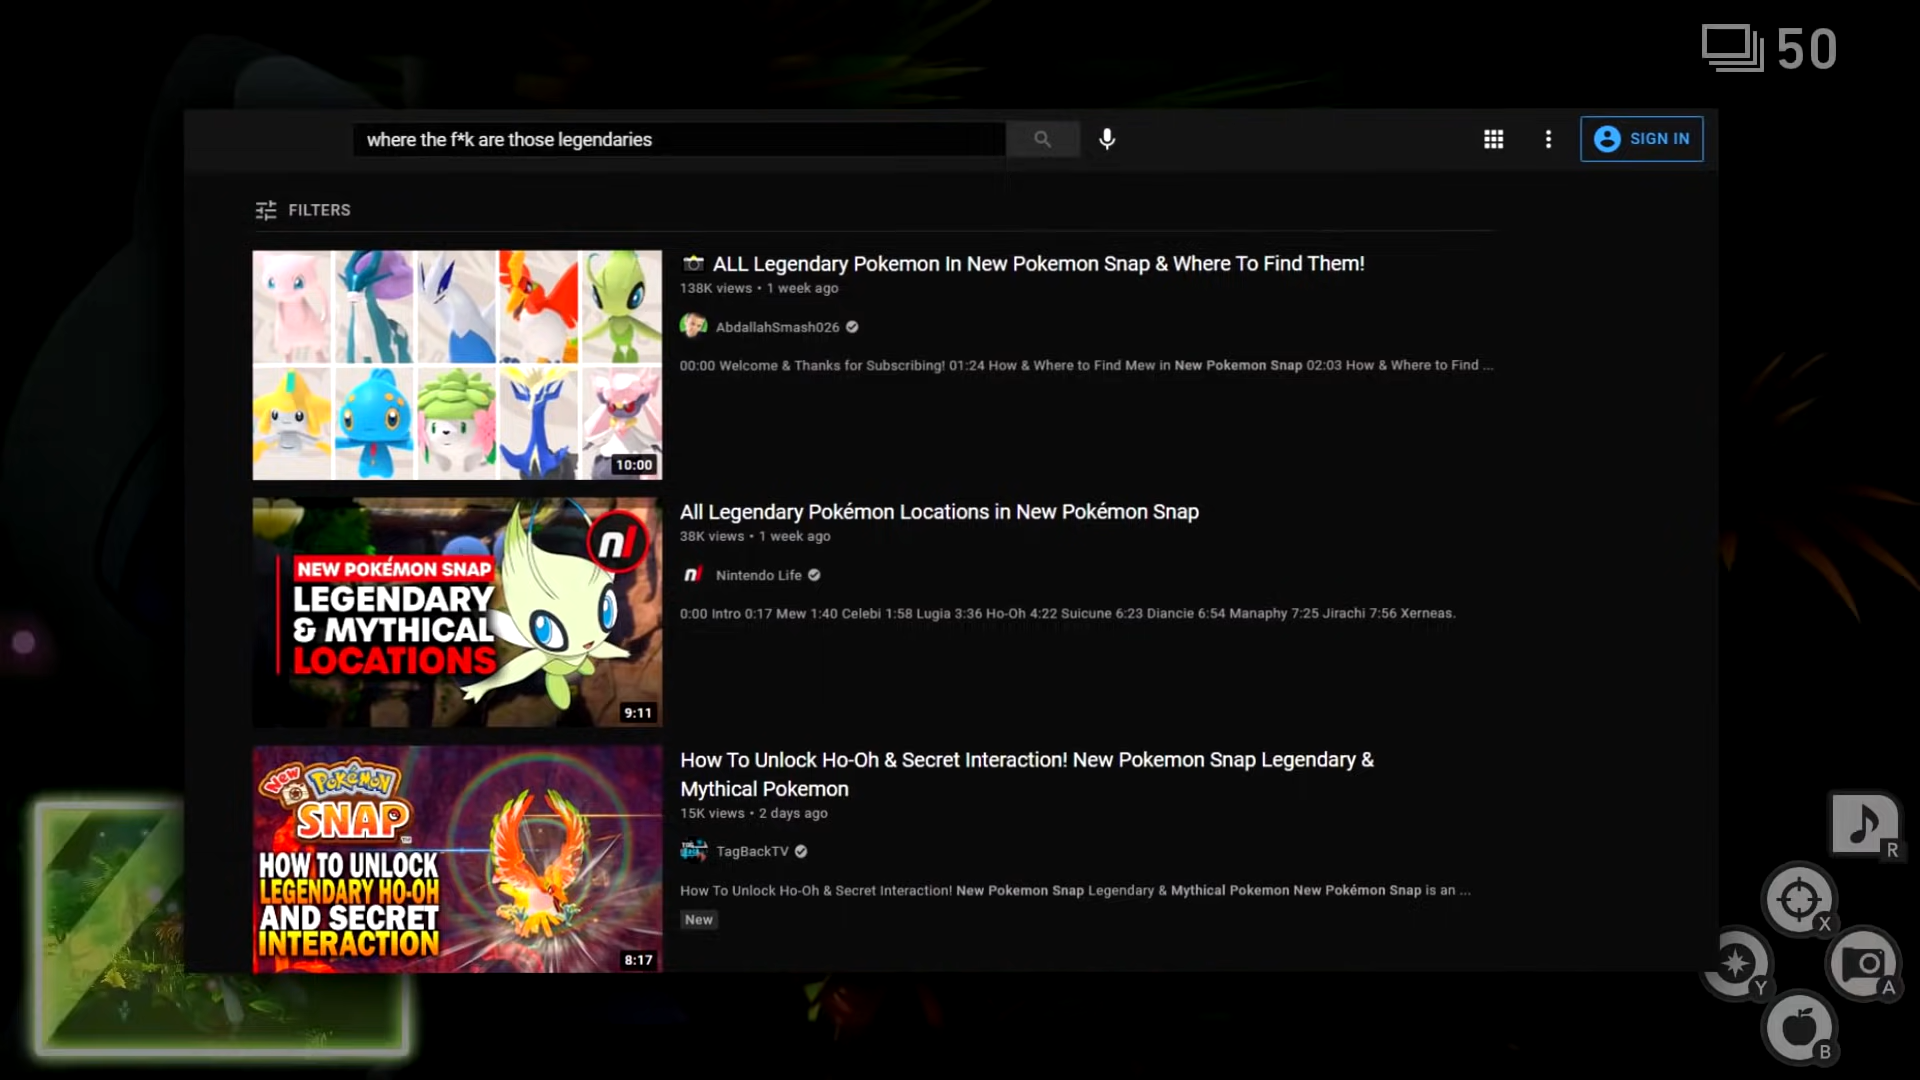 50
where the f*k are those legendaries
SIGN IN
FILTERS
ALL Legendary Pokemon In New Pokemon Snap & Where To Find Them!
138K views • 1 week ago
AbdallahSmash026
00:00 Welcome & Thanks for Subscribing! 01:24 How & Where to Find Mew in New Pokemon Snap 02:03 How & Where to Find ...
10:00
All Legendary Pokémon Locations in New Pokémon Snap
38K views • 1 week ago
Nintendo Life
0:00 Intro 0:17 Mew 1:40 Celebi 1:58 Lugia 3:36 Ho-Oh 4:22 Suicune 6:23 Diancie 6:54 Manaphy 7:25 Jirachi 7:56 Xerneas.
nl
NEW POKÉMON SNAP
LEGENDARY
& MYTHICAL
LOCATIONS
9:11
How To Unlock Ho-Oh & Secret Interaction! New Pokemon Snap Legendary &
Mythical Pokemon
15K views • 2 days ago
TagBackTV
How To Unlock Ho-Oh & Secret Interaction! New Pokemon Snap Legendary & Mythical Pokemon New Pokémon Snap is an ...
New
New Pokémon
SNAP
HOW TO UNLOCK
LEGENDARY HO-OH
AND SECRET
INTERACTION
8:17
R
X
Y
A
B